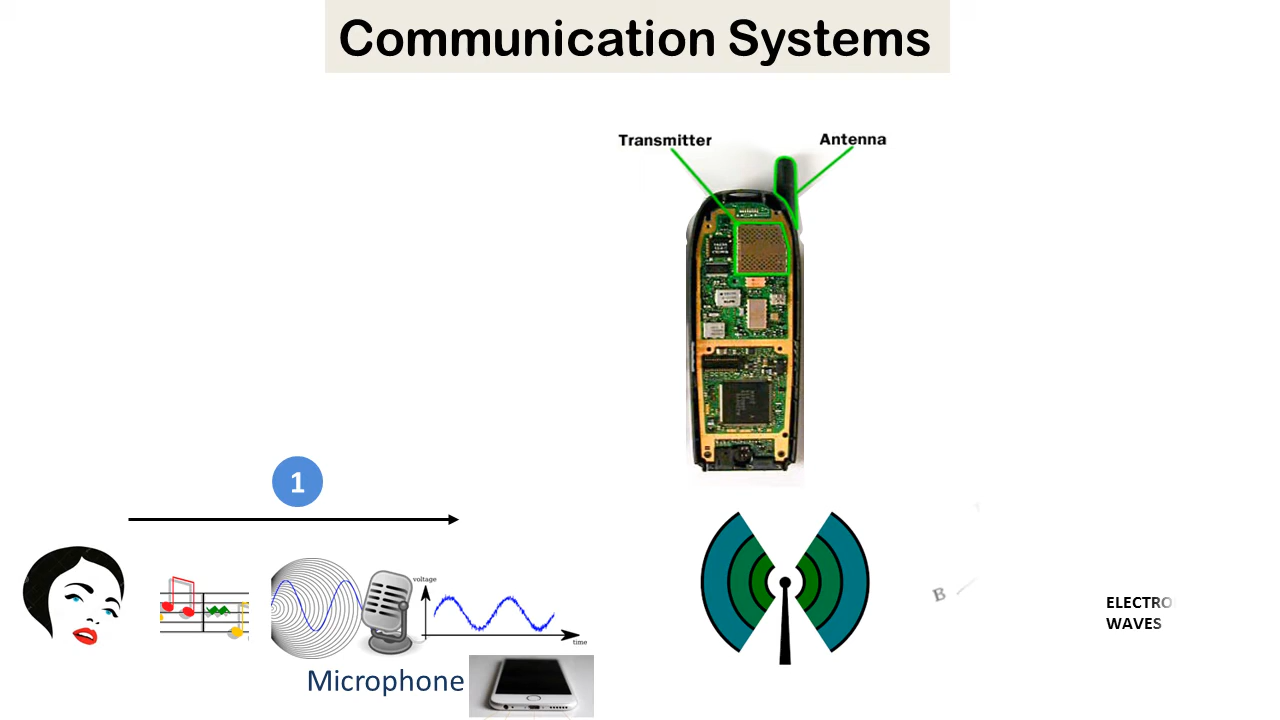 Communication Systems
Transmitter
Antenna
1
voltage
time
Microphone
B
ELECTRO
WAVES